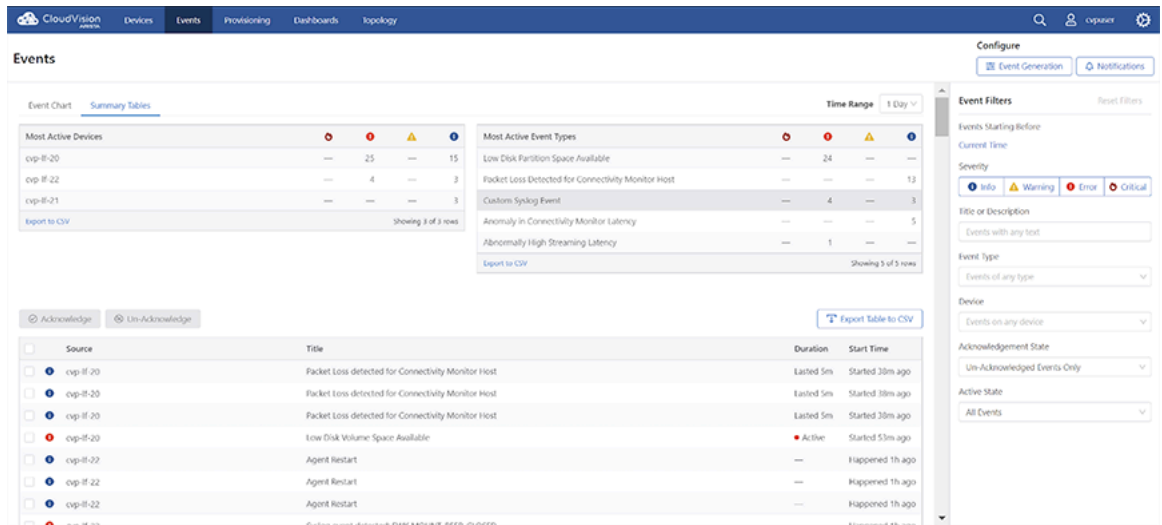 CloudVision ARISTA Devices Events Provisioning Dashboards Topology cvpuser
Events
Configure
Event Generation Notifications
Event Chart Summary Tables Time Range 1 Day
Most Active Devices
cvp-lf-20 — 25 — 15
cvp-lf-22 — 4 — 3
cvp-lf-21 — — — 3
Export to CSV Showing 3 of 3 rows
Most Active Event Types
Low Disk Partition Space Available — 24 — —
Packet Loss Detected for Connectivity Monitor Host — — — 13
Custom Syslog Event — 4 — 3
Anomaly in Connectivity Monitor Latency — — — 5
Abnormally High Streaming Latency — 1 — —
Export to CSV Showing 5 of 5 rows
Acknowledge Un-Acknowledge Export Table to CSV
Source Title Duration Start Time
cvp-lf-20 Packet Loss detected for Connectivity Monitor Host Lasted 5m Started 38m ago
cvp-lf-20 Packet Loss detected for Connectivity Monitor Host Lasted 5m Started 38m ago
cvp-lf-20 Packet Loss detected for Connectivity Monitor Host Lasted 5m Started 38m ago
cvp-lf-20 Low Disk Volume Space Available Active Started 53m ago
cvp-lf-22 Agent Restart — Happened 1h ago
cvp-lf-22 Agent Restart — Happened 1h ago
cvp-lf-22 Agent Restart — Happened 1h ago
Event Filters Reset Filters
Events Starting Before
Current Time
Severity
Info Warning Error Critical
Title or Description
Events with any text
Event Type
Events of any type
Device
Events on any device
Acknowledgement State
Un-Acknowledged Events Only
Active State
All Events